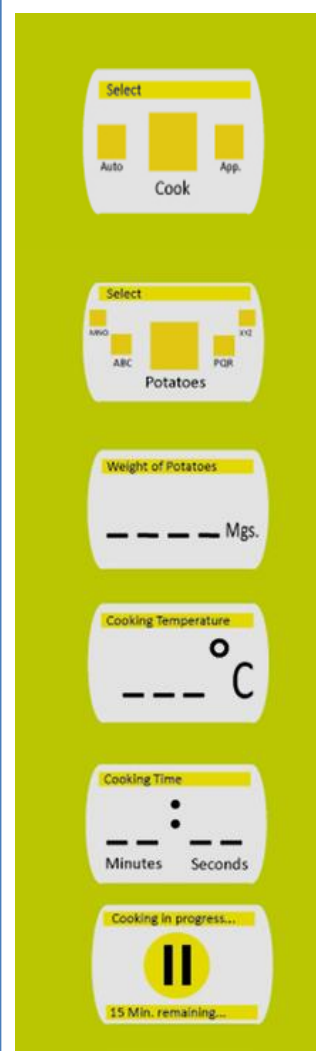 Select
Auto
App.
Cook
Select
MNO
XYZ
ABC
PQR
Potatoes
Weight of Potatoes
_ _ _ _ Mgs.
Cooking Temperature
_ _ _ °C
Cooking Time
_ _ : _ _
Minutes Seconds
Cooking in progress...
15 Min. remaining...